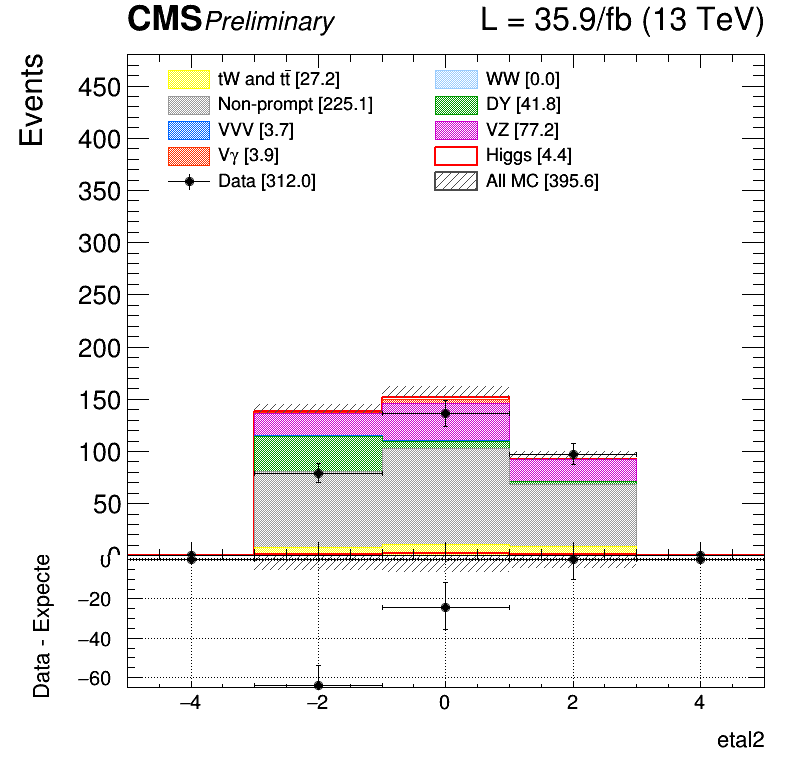 CMS Preliminary L = 35.9/fb (13 TeV)
Events
450
400
350
300
250
200
150
100
50
0
tW and tt̄ [27.2]
Non-prompt [225.1]
VVV [3.7]
Vγ [3.9]
Data [312.0]
WW [0.0]
DY [41.8]
VZ [77.2]
Higgs [4.4]
All MC [395.6]
Data - Expecte
0
−20
−40
−60
−4 −2 0 2 4
etal2